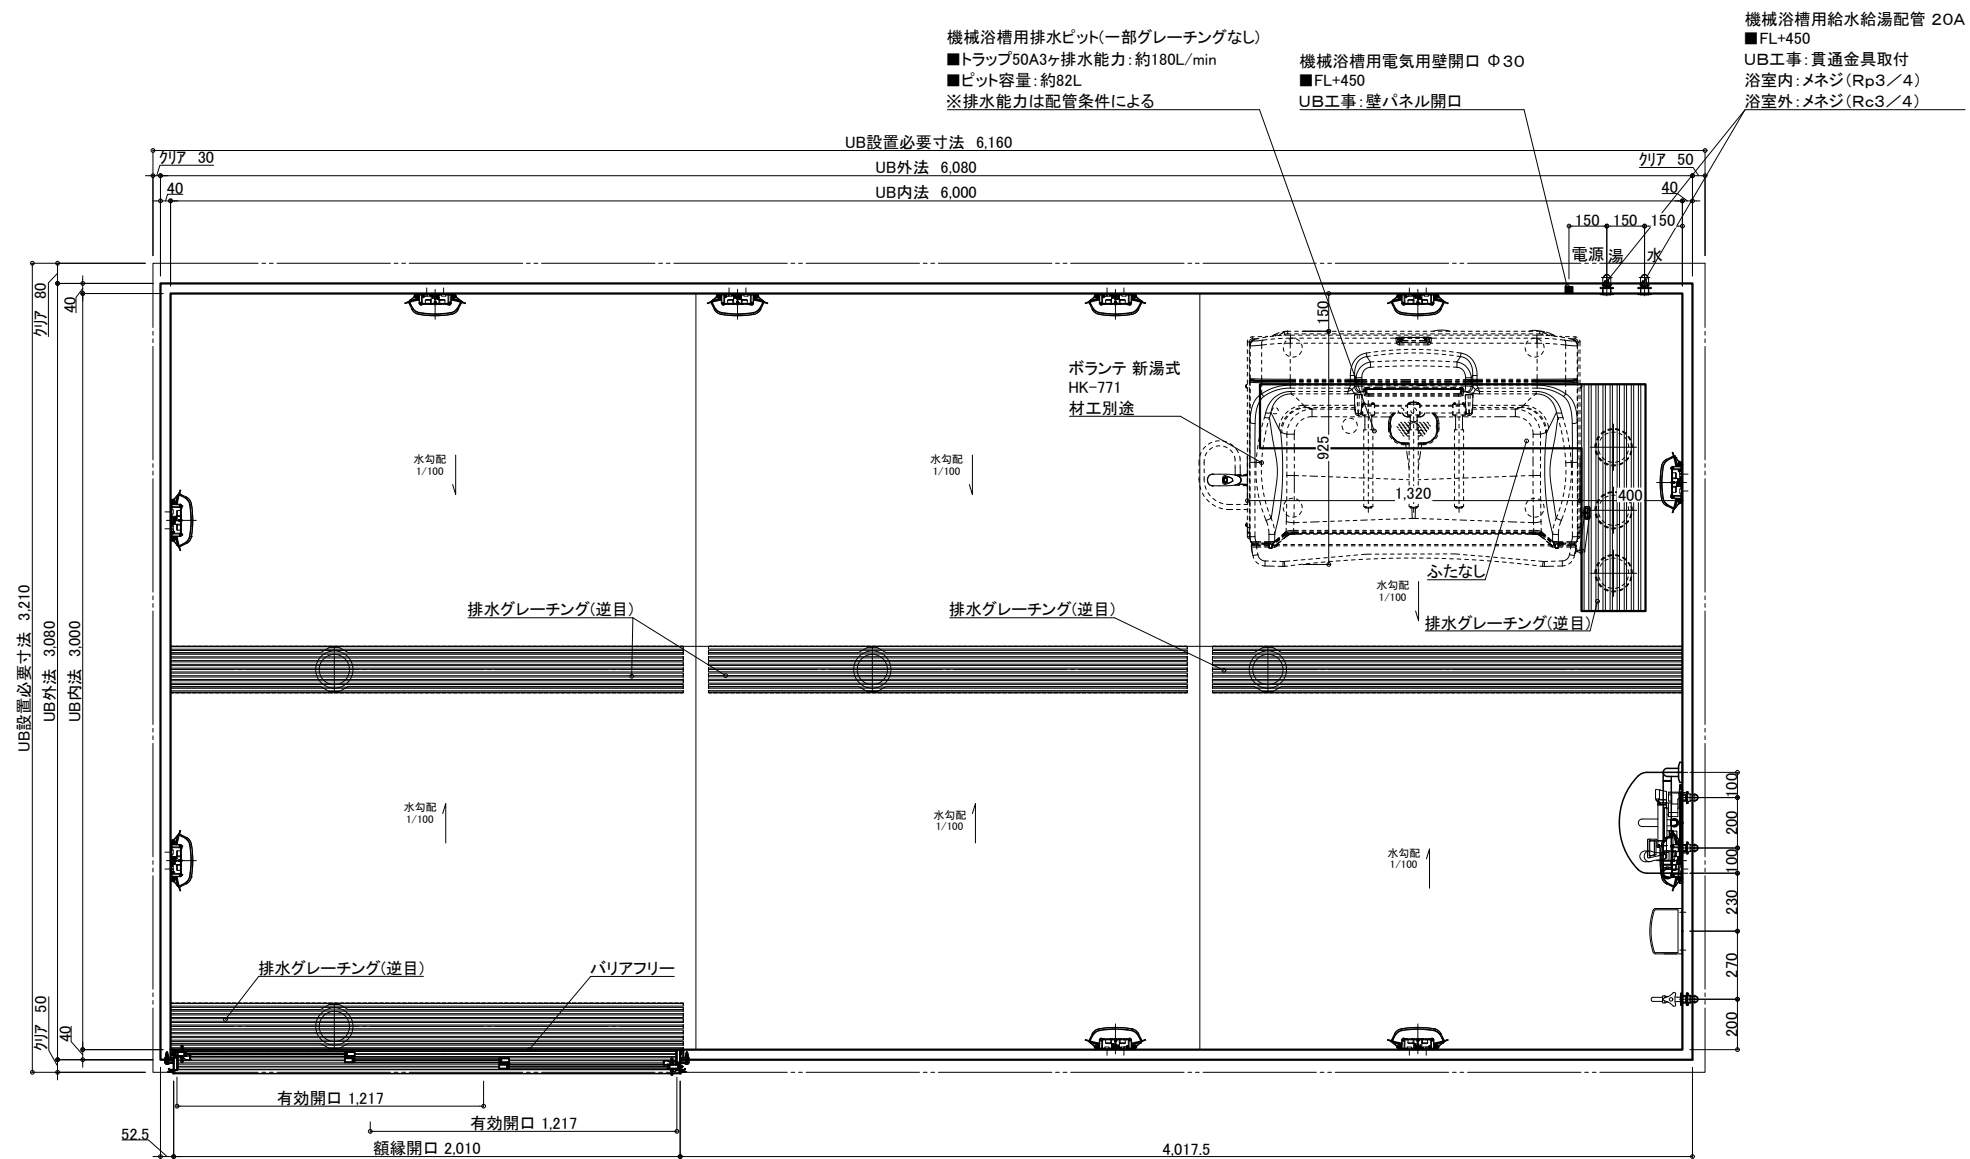 機械浴槽用給水給湯配管 20A
■FL+450
UB工事:貫通金具取付
浴室内:メネジ(Rp3/4)
浴室外:メネジ(Rc3/4)
機械浴槽用排水ピット(一部グレーチングなし)
■トラップ50A3ヶ排水能力:約180L/min
■ピット容量:約82L
※排水能力は配管条件による
機械浴槽用電気用壁開口 Φ30
■FL+450
UB工事:壁パネル開口
UB設置必要寸法 6,160
クリア 30
UB外法 6,080
クリア 50
40
UB内法 6,000
40
150
150
150
電源
湯
水
クリア 80
40
150
ボランテ 新湯式
HK-771
材工別途
925
1,320
400
水勾配
1/100
水勾配
1/100
ふたなし
水勾配
1/100
排水グレーチング(逆目)
排水グレーチング(逆目)
排水グレーチング(逆目)
UB設置必要寸法 3,210
UB外法 3,080
UB内法 3,000
水勾配
1/100
水勾配
1/100
水勾配
1/100
100
200
100
230
270
200
排水グレーチング(逆目)
バリアフリー
クリア 50
40
有効開口 1,217
有効開口 1,217
52.5
額縁開口 2,010
4,017.5